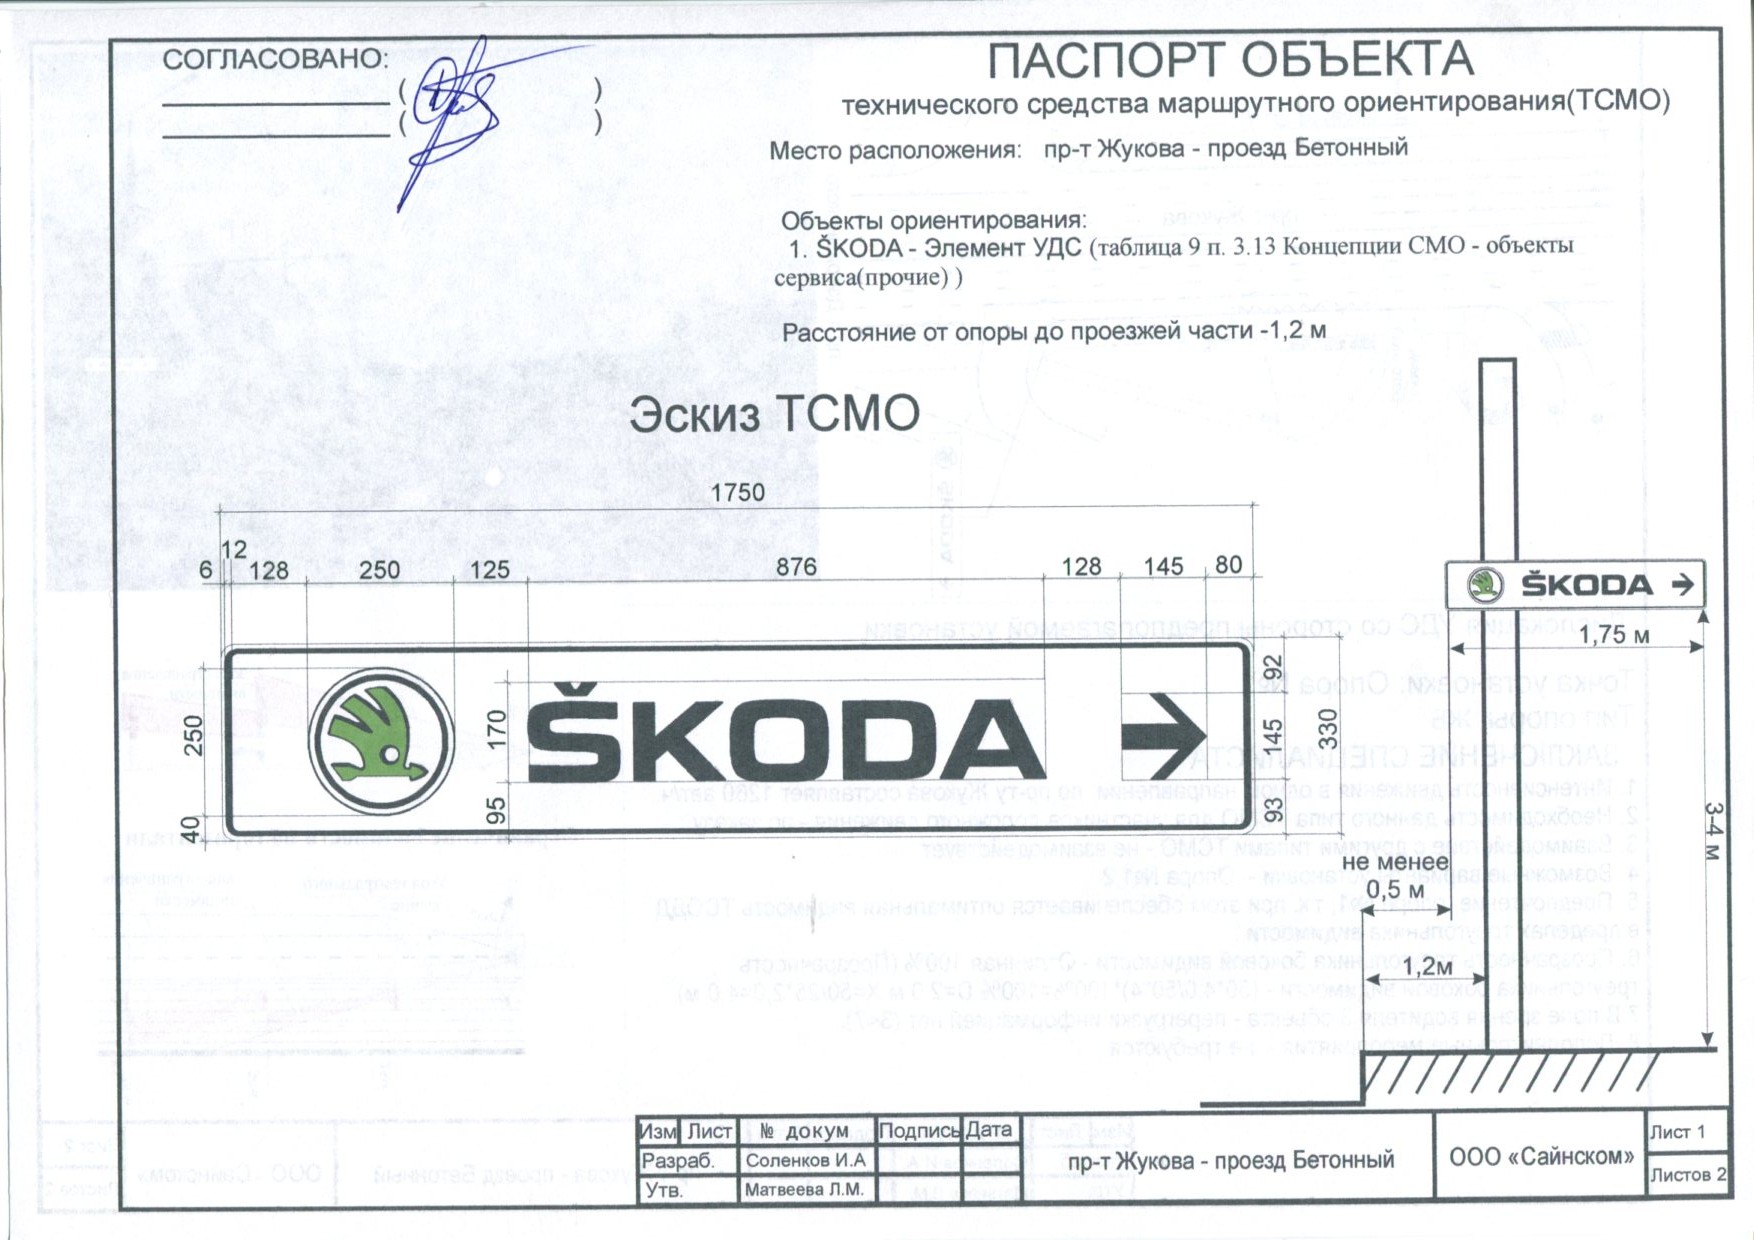 СОГЛАСОВАНО:
( )
( )
ПАСПОРТ ОБЪЕКТА
технического средства маршрутного ориентирования(ТСМО)
Место расположения: пр-т Жукова - проезд Бетонный
Объекты ориентирования:
1. ŠKODA - Элемент УДС (таблица 9 п. 3.13 Концепции СМО - объекты
сервиса(прочие) )
Расстояние от опоры до проезжей части -1,2 м
Эскиз ТСМО
1750
12
6 128 250 125 876 128 145 80
250
40
170
95
ŠKODA
92
145
93
330
ŠKODA
1,75 м
3-4 м
не менее
0,5 м
1,2м
Изм Лист № докум Подпись Дата
Разраб. Соленков И.А
Утв. Матвеева Л.М.
пр-т Жукова - проезд Бетонный
ООО «Сайнском»
Лист 1
Листов 2